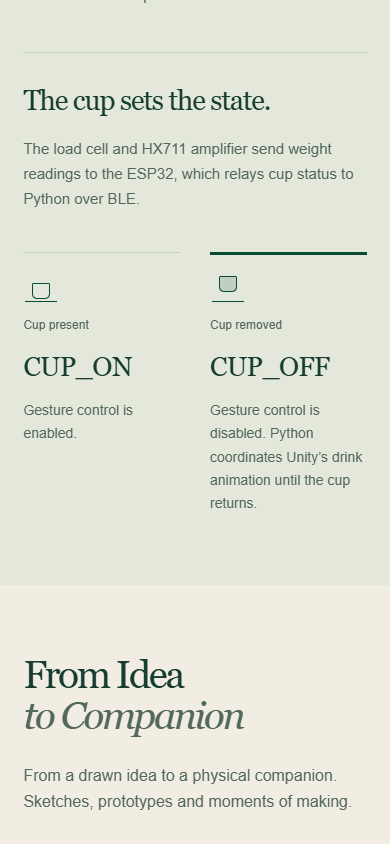 The cup sets the state.
The load cell and HX711 amplifier send weight
readings to the ESP32, which relays cup status to
Python over BLE.
Cup present
CUP_ON
Gesture control is
enabled.
Cup removed
CUP_OFF
Gesture control is
disabled. Python
coordinates Unity’s drink
animation until the cup
returns.
From Idea
to Companion
From a drawn idea to a physical companion.
Sketches, prototypes and moments of making.